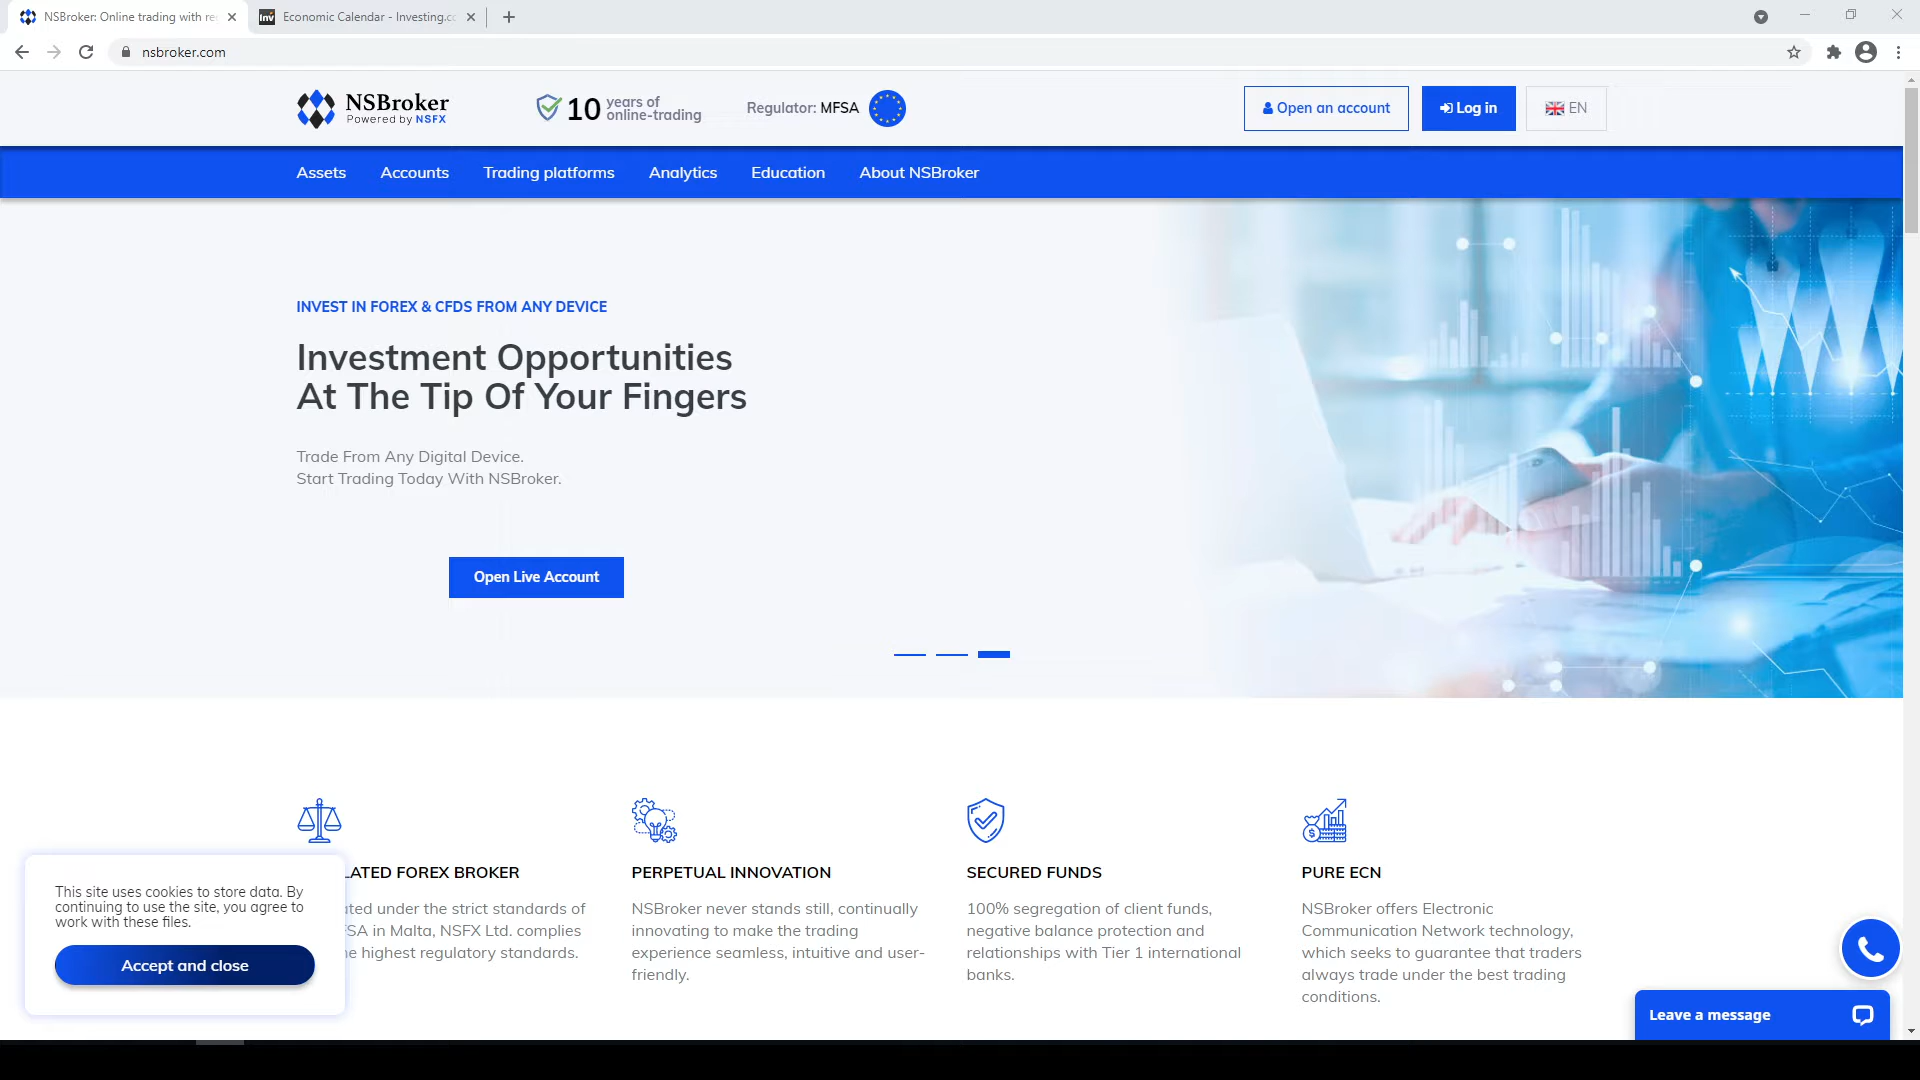 NSBroker: Online trading with re
Economic Calendar - Investing.c
nsbroker.com
NSBroker
Powered by NSFX
10 years of
online-trading
Regulator: MFSA
Open an account
Log in
EN
Assets
Accounts
Trading platforms
Analytics
Education
About NSBroker
INVEST IN FOREX & CFDS FROM ANY DEVICE
Investment Opportunities
At The Tip Of Your Fingers
Trade From Any Digital Device.
Start Trading Today With NSBroker.
Open Live Account
LATED FOREX BROKER
ated under the strict standards of
FSA in Malta, NSFX Ltd. complies
he highest regulatory standards.
PERPETUAL INNOVATION
NSBroker never stands still, continually
innovating to make the trading
experience seamless, intuitive and user-
friendly.
SECURED FUNDS
100% segregation of client funds,
negative balance protection and
relationships with Tier 1 international
banks.
PURE ECN
NSBroker offers Electronic
Communication Network technology,
which seeks to guarantee that traders
always trade under the best trading
conditions.
This site uses cookies to store data. By
continuing to use the site, you agree to
work with these files.
Accept and close
Leave a message